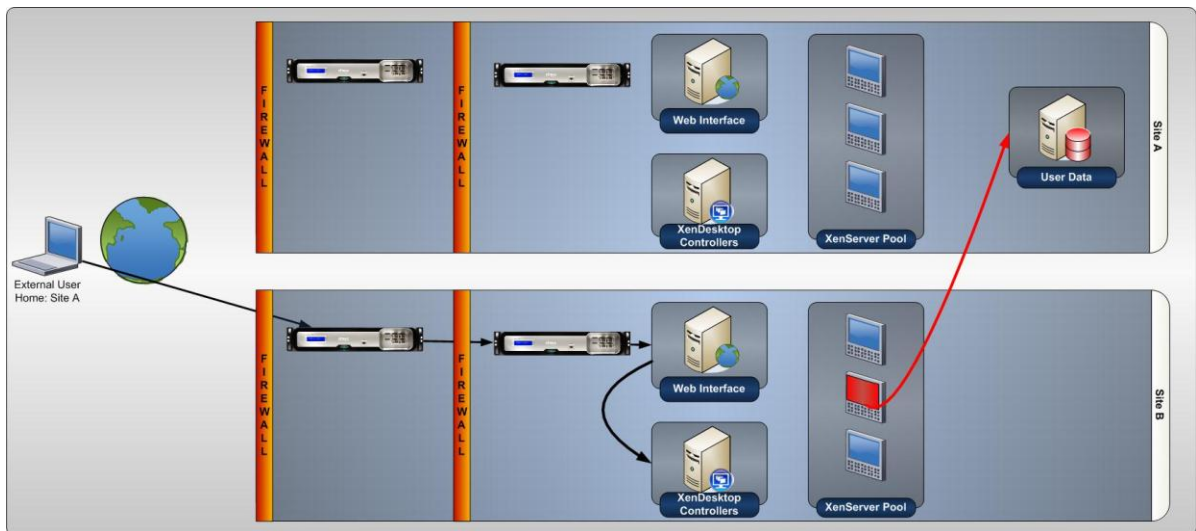 FIREWALL
FIREWALL
Web Interface
XenDesktop
Controllers
XenServer Pool
User Data
Site A
External User
Home: Site A
FIREWALL
FIREWALL
Web Interface
XenDesktop
Controllers
XenServer Pool
Site B